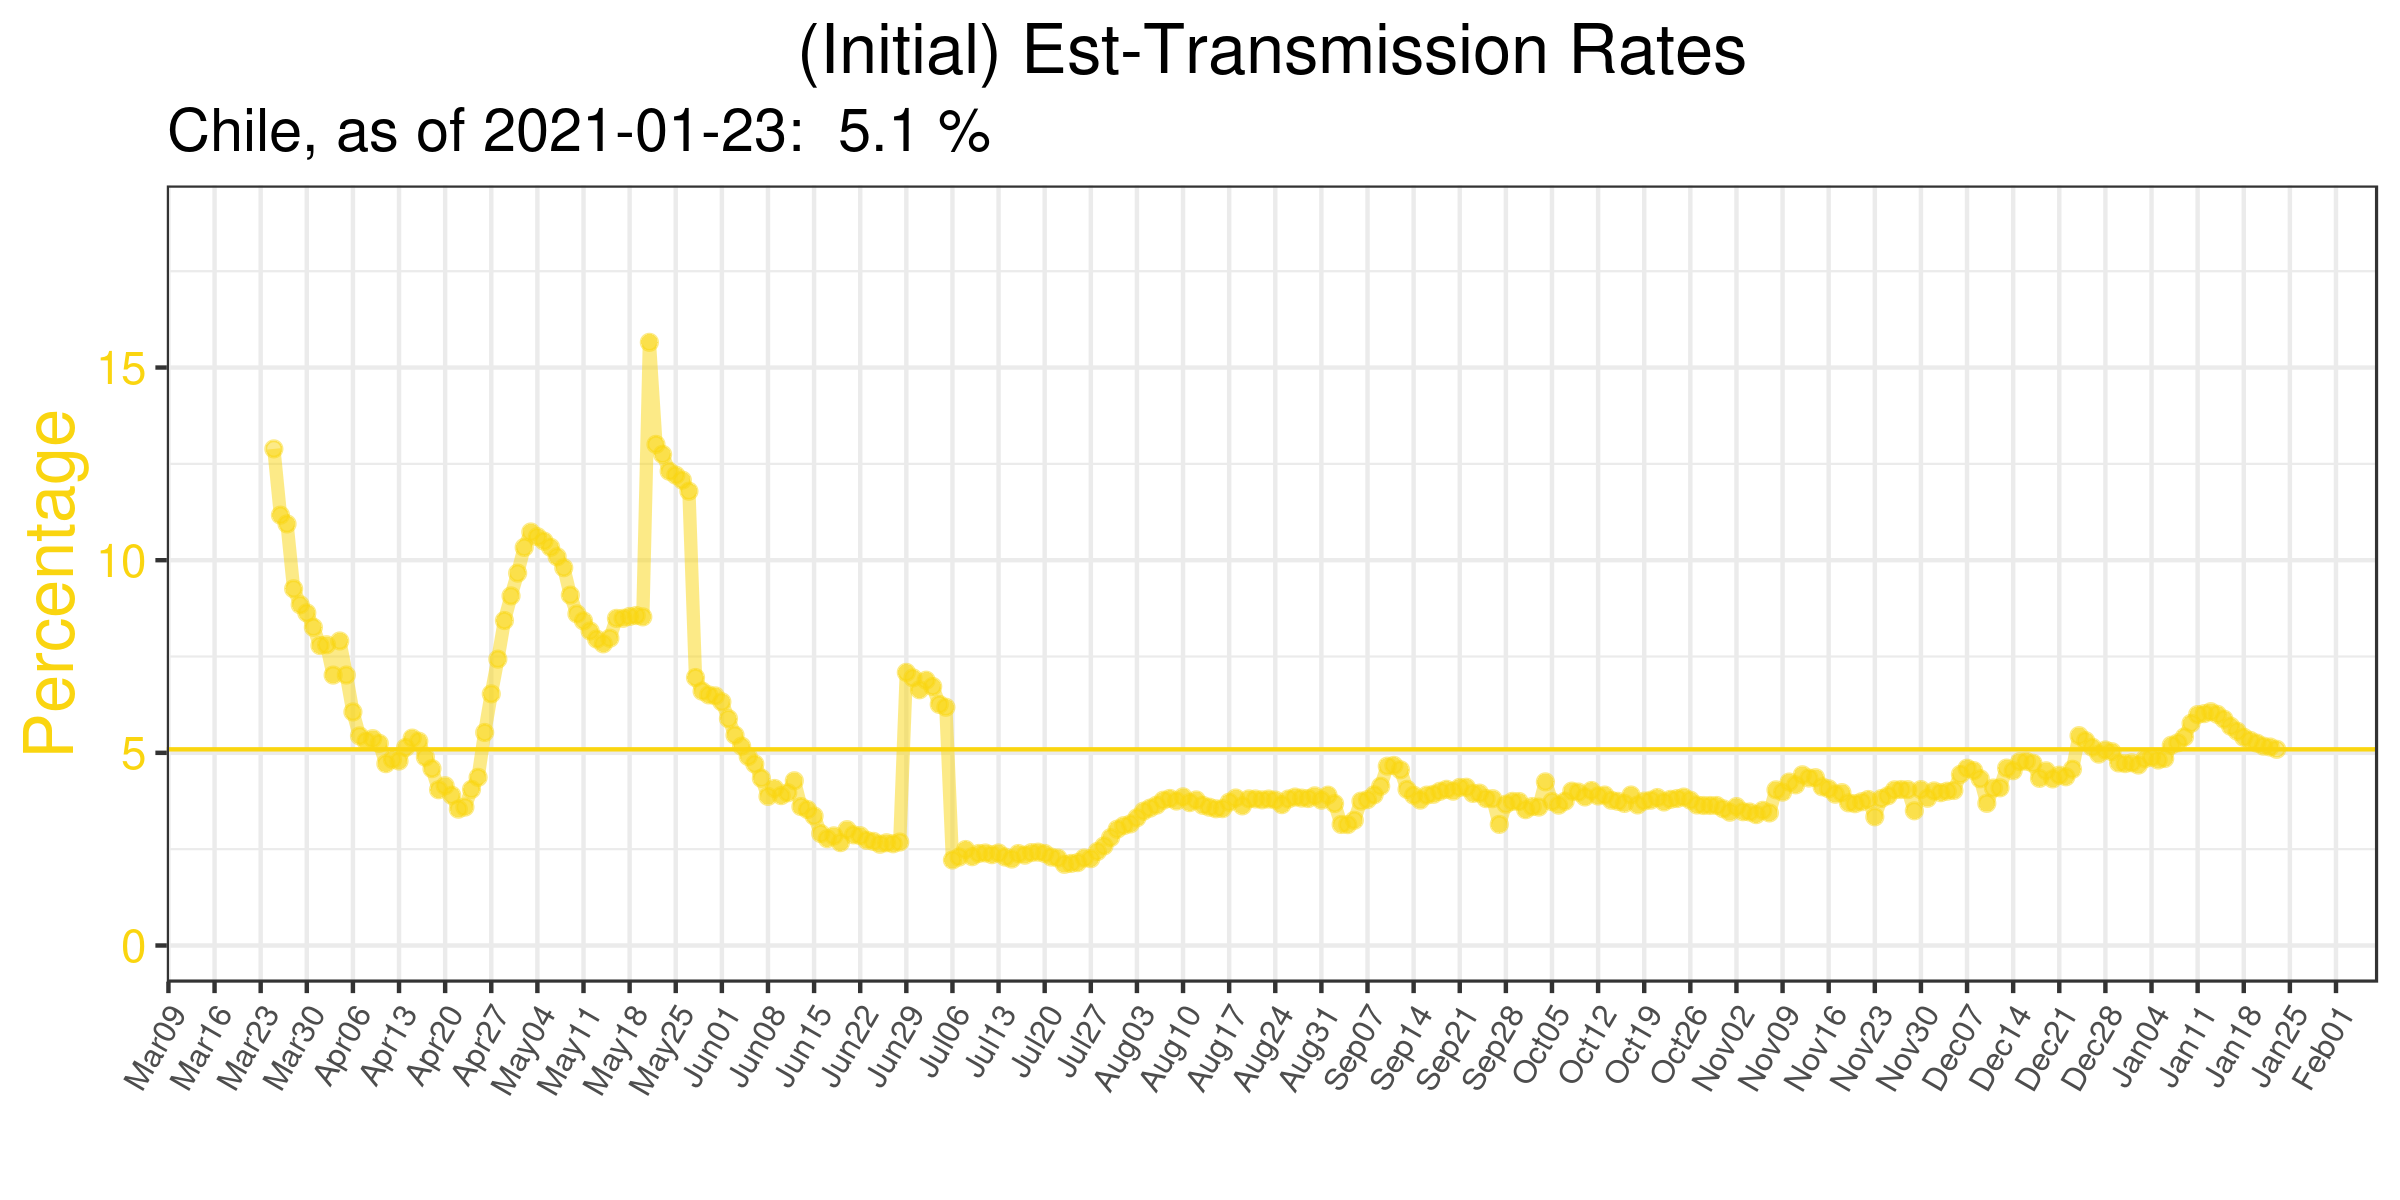 (Initial) Est-Transmission Rates
Chile, as of 2021-01-23:  5.1 %
Percentage
15
10
5
0
Mar09 Mar16 Mar23 Mar30 Apr06 Apr13 Apr20 Apr27 May04 May11 May18 May25 Jun01 Jun08 Jun15 Jun22 Jun29 Jul06 Jul13 Jul20 Jul27 Aug03 Aug10 Aug17 Aug24 Aug31 Sep07 Sep14 Sep21 Sep28 Oct05 Oct12 Oct19 Oct26 Nov02 Nov09 Nov16 Nov23 Nov30 Dec07 Dec14 Dec21 Dec28 Jan04 Jan11 Jan18 Jan25 Feb01